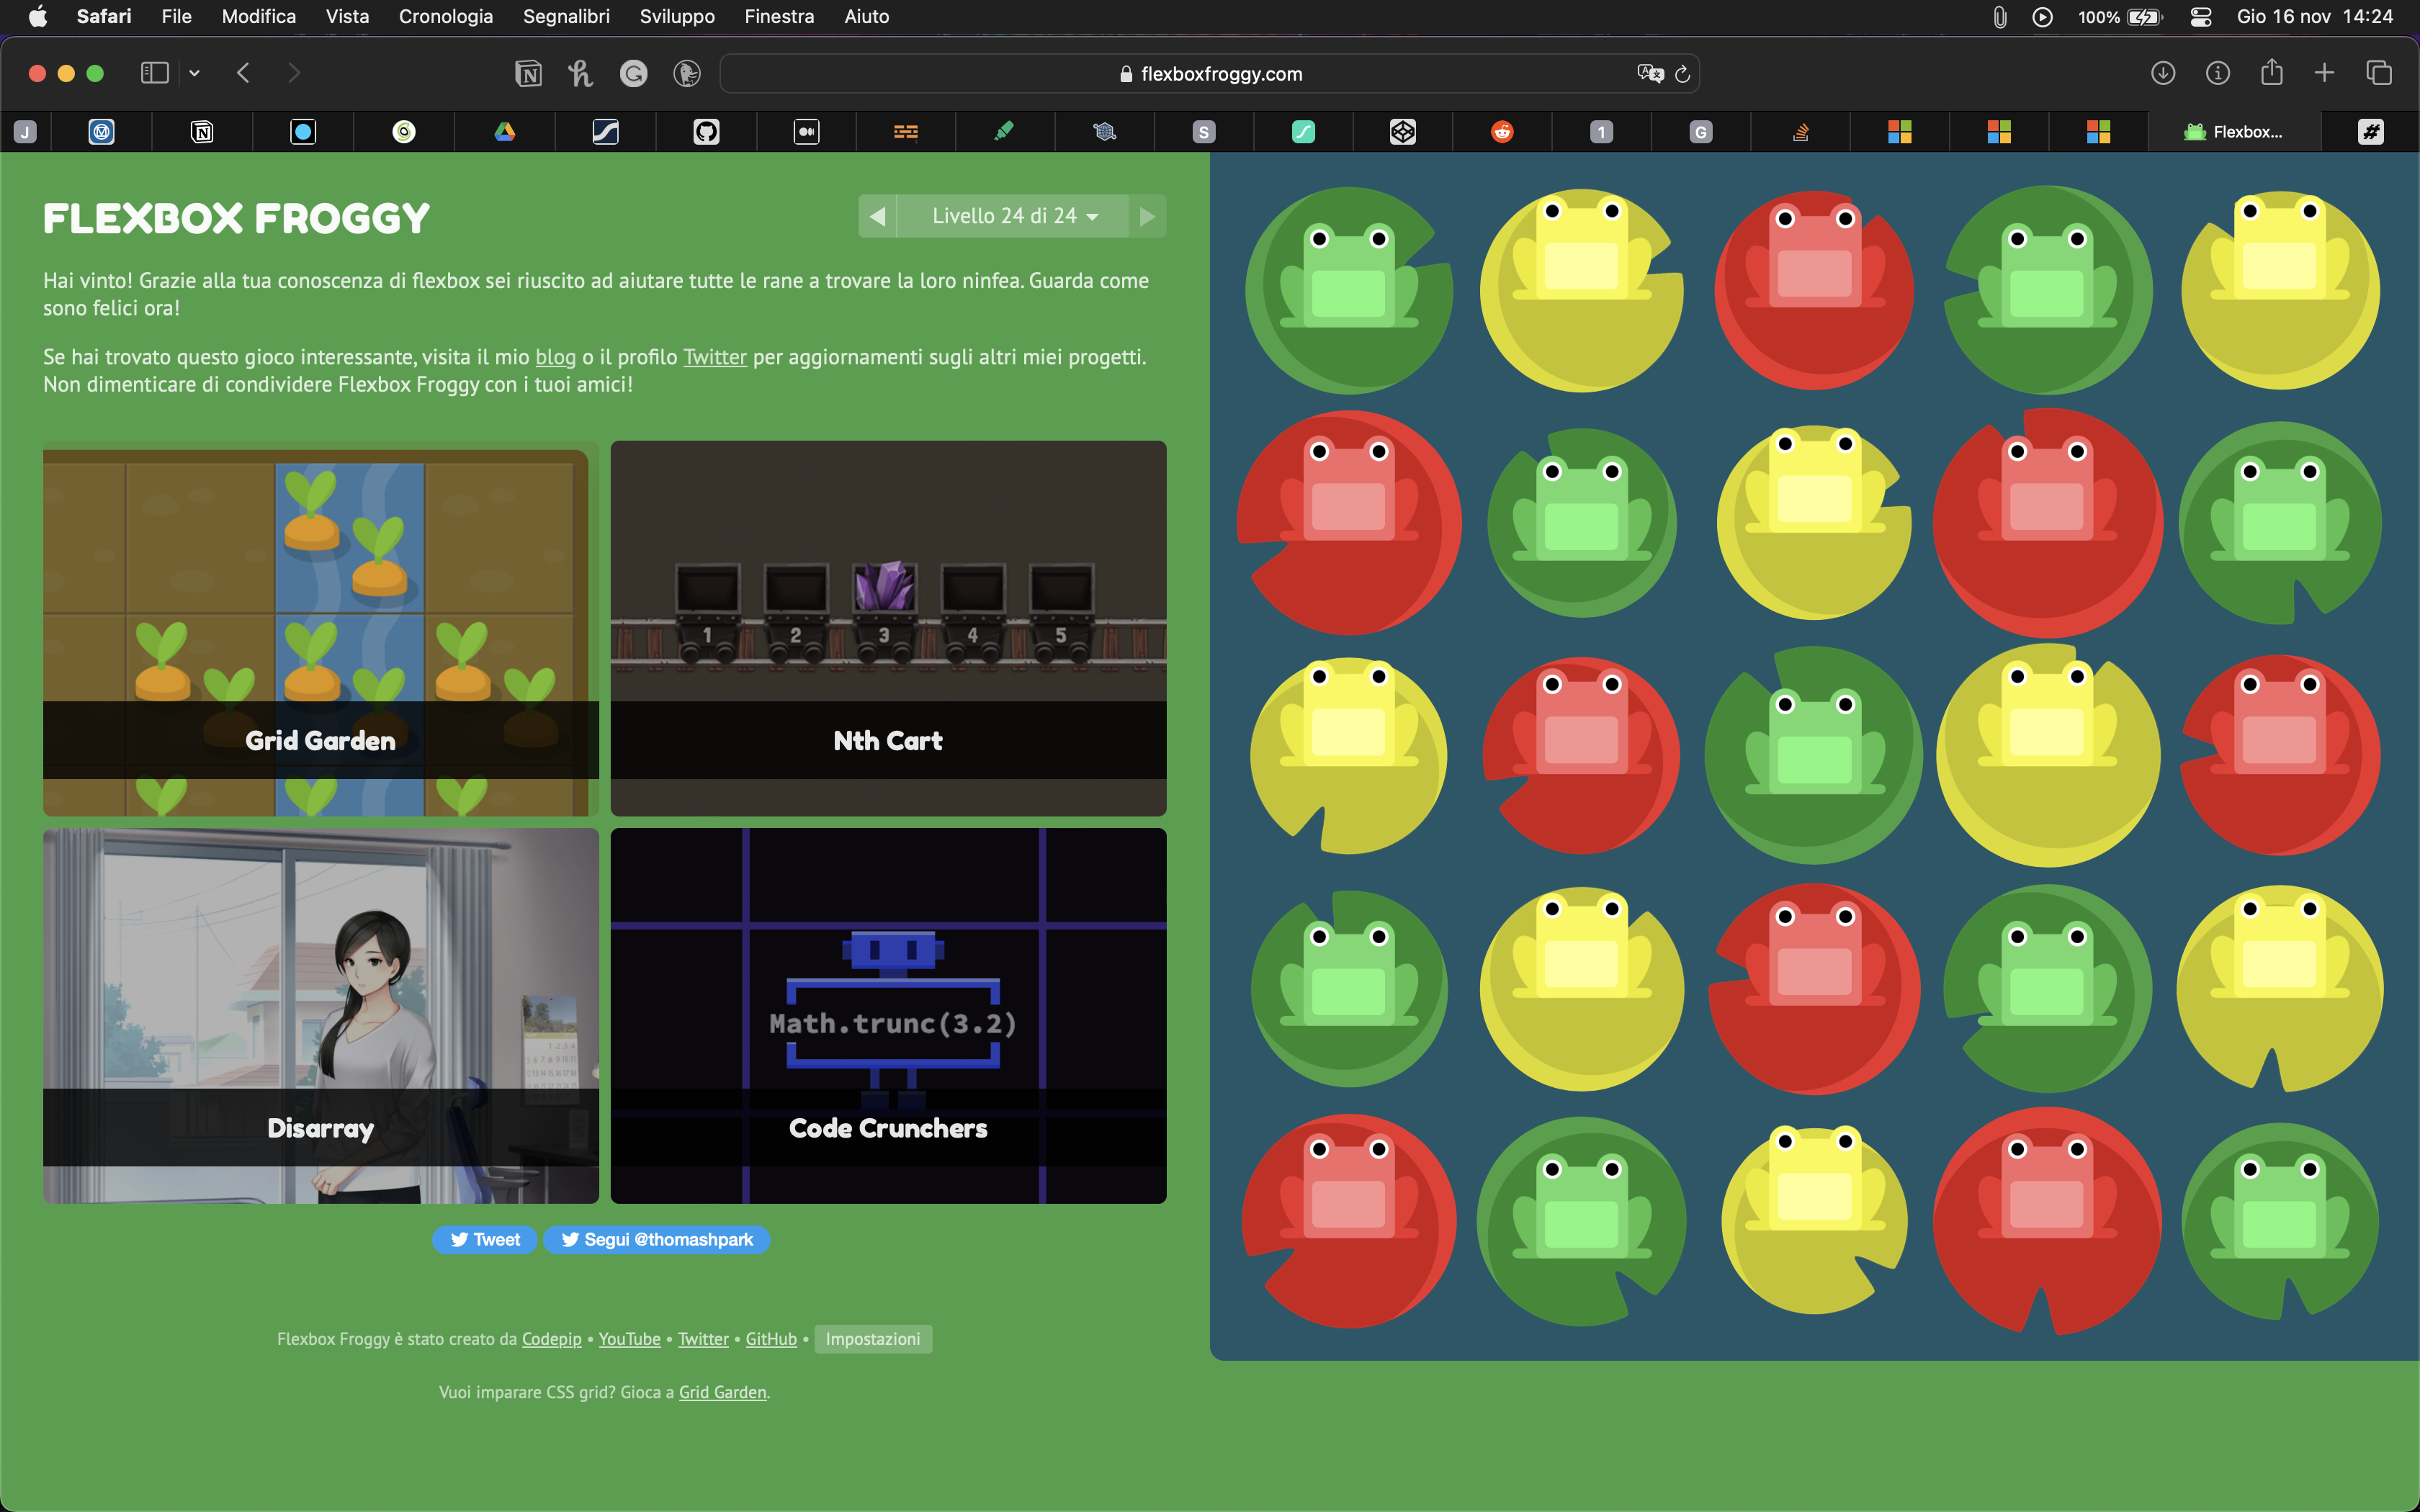 Safari File Modifica Vista Cronologia Segnalibri Sviluppo Finestra Aiuto 100% Gio 16 nov 14:24
flexboxfroggy.com
J N S 1 G Flexbox... #
FLEXBOX FROGGY
Livello 24 di 24
Hai vinto! Grazie alla tua conoscenza di flexbox sei riuscito ad aiutare tutte le rane a trovare la loro ninfea. Guarda come
sono felici ora!
Se hai trovato questo gioco interessante, visita il mio blog o il profilo Twitter per aggiornamenti sugli altri miei progetti.
Non dimenticare di condividere Flexbox Froggy con i tuoi amici!
1 2 3 4 5
Grid Garden
Nth Cart
Math.trunc(3.2)
Disarray
Code Crunchers
Tweet Segui @thomashpark
Flexbox Froggy è stato creato da Codepip • YouTube • Twitter • GitHub • Impostazioni
Vuoi imparare CSS grid? Gioca a Grid Garden.